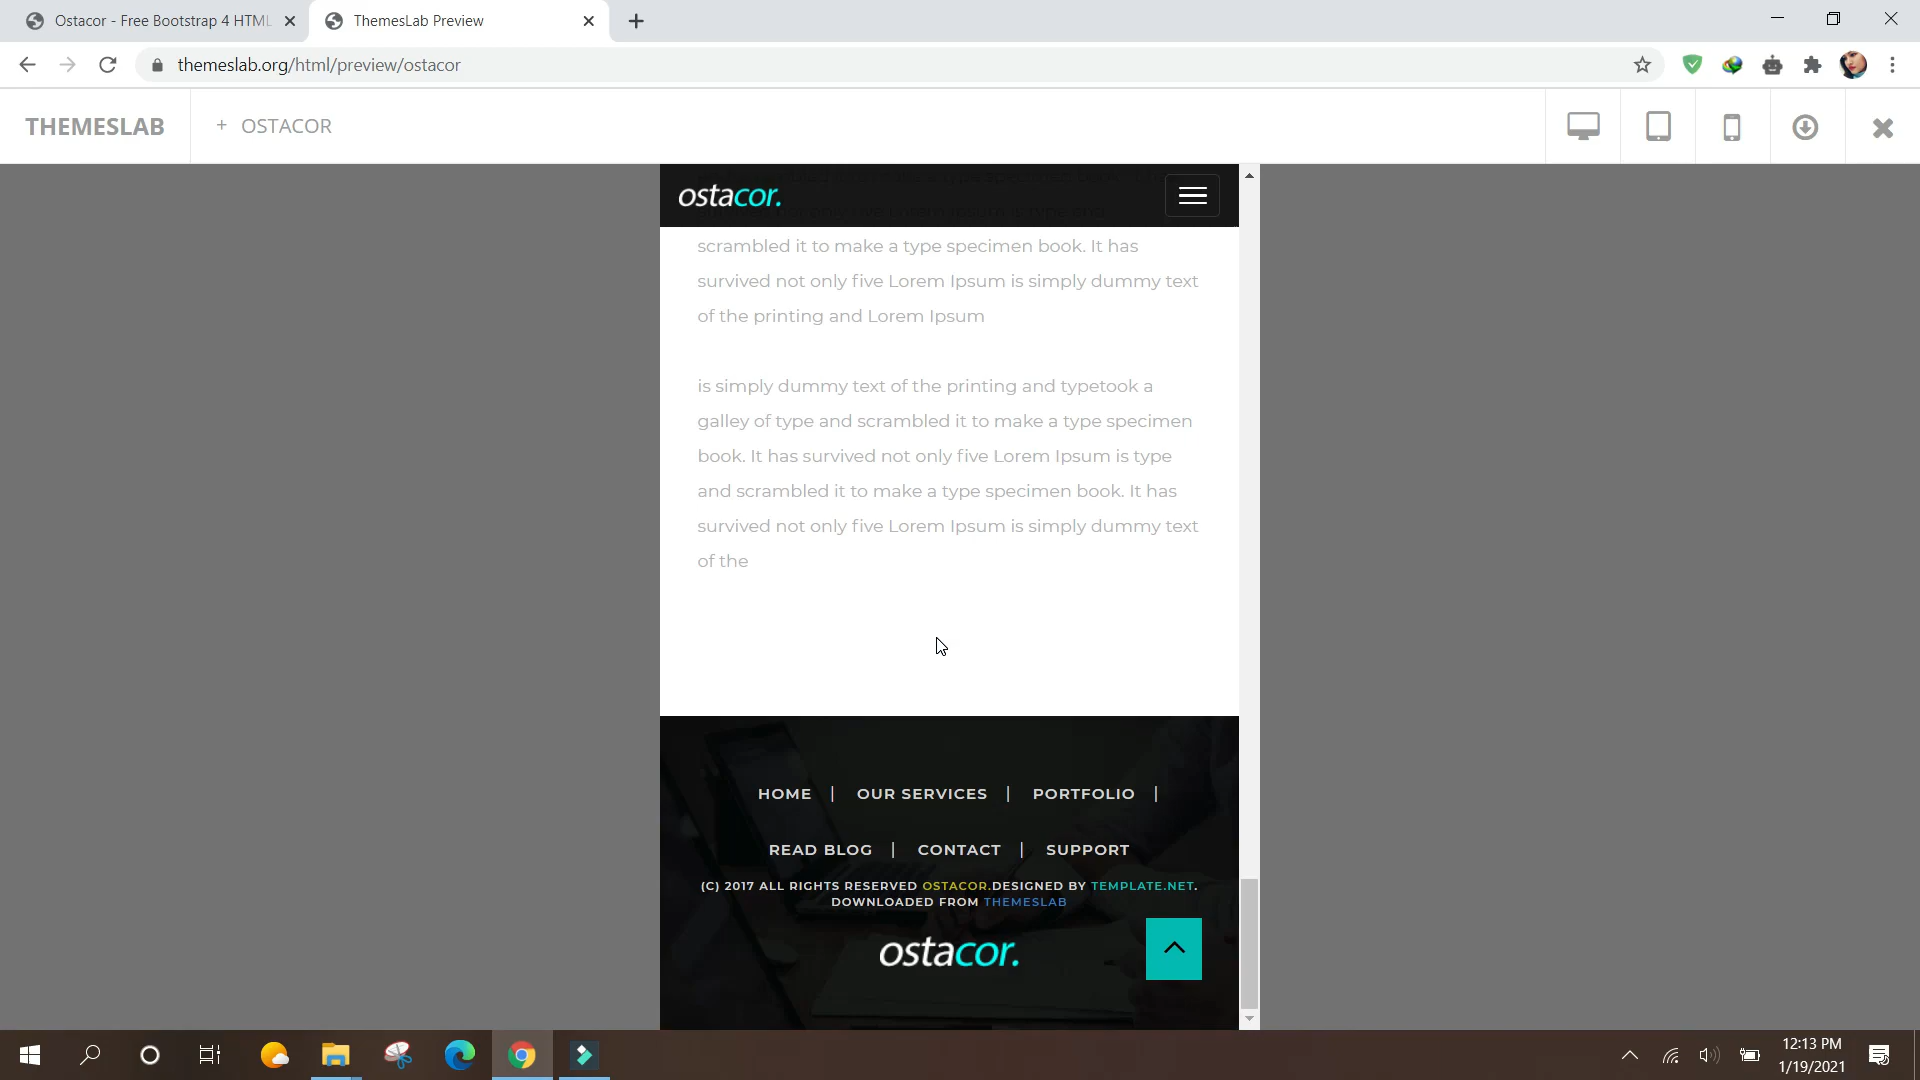 Ostacor - Free Bootstrap 4 HTML
ThemesLab Preview
themeslab.org/html/preview/ostacor
THEMESLAB
+ OSTACOR
ostacor.
scrambled it to make a type specimen book. It has
survived not only five Lorem Ipsum is simply dummy text
of the printing and Lorem Ipsum
is simply dummy text of the printing and typetook a
galley of type and scrambled it to make a type specimen
book. It has survived not only five Lorem Ipsum is type
and scrambled it to make a type specimen book. It has
survived not only five Lorem Ipsum is simply dummy text
of the
HOME | OUR SERVICES | PORTFOLIO |
READ BLOG | CONTACT | SUPPORT
(C) 2017 ALL RIGHTS RESERVED OSTACOR.DESIGNED BY TEMPLATE.NET.
DOWNLOADED FROM THEMESLAB
ostacor.
12:13 PM
1/19/2021